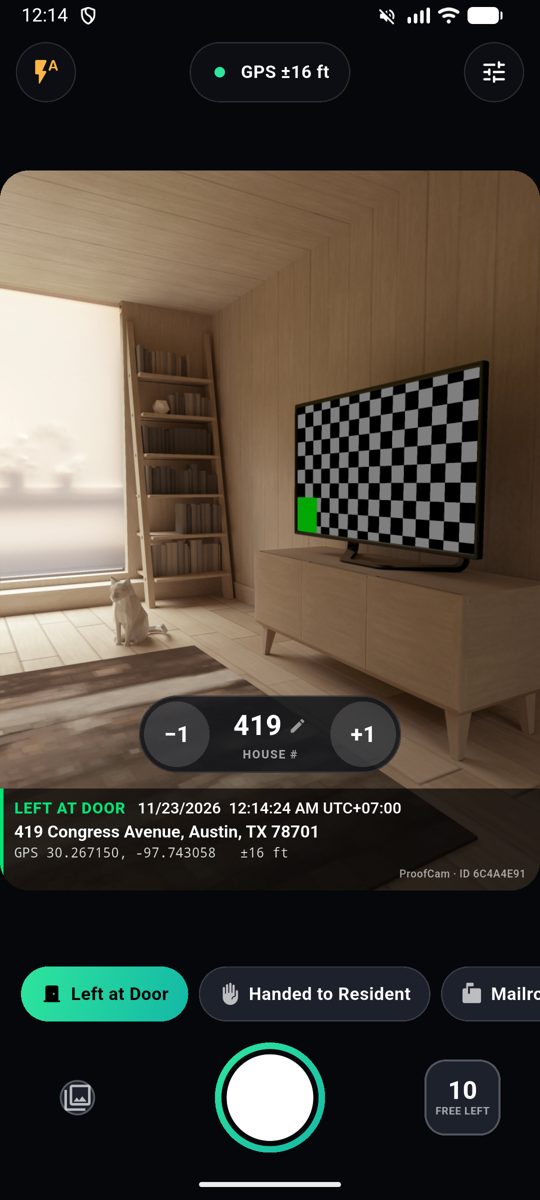 12:14
A
GPS ±16 ft
−1
419
+1
HOUSE #
LEFT AT DOOR 11/23/2026 12:14:24 AM UTC+07:00
419 Congress Avenue, Austin, TX 78701
GPS 30.267150, -97.743058 ±16 ft
ProofCam · ID 6C4A4E91
Left at Door
Handed to Resident
Mailro
10
FREE LEFT